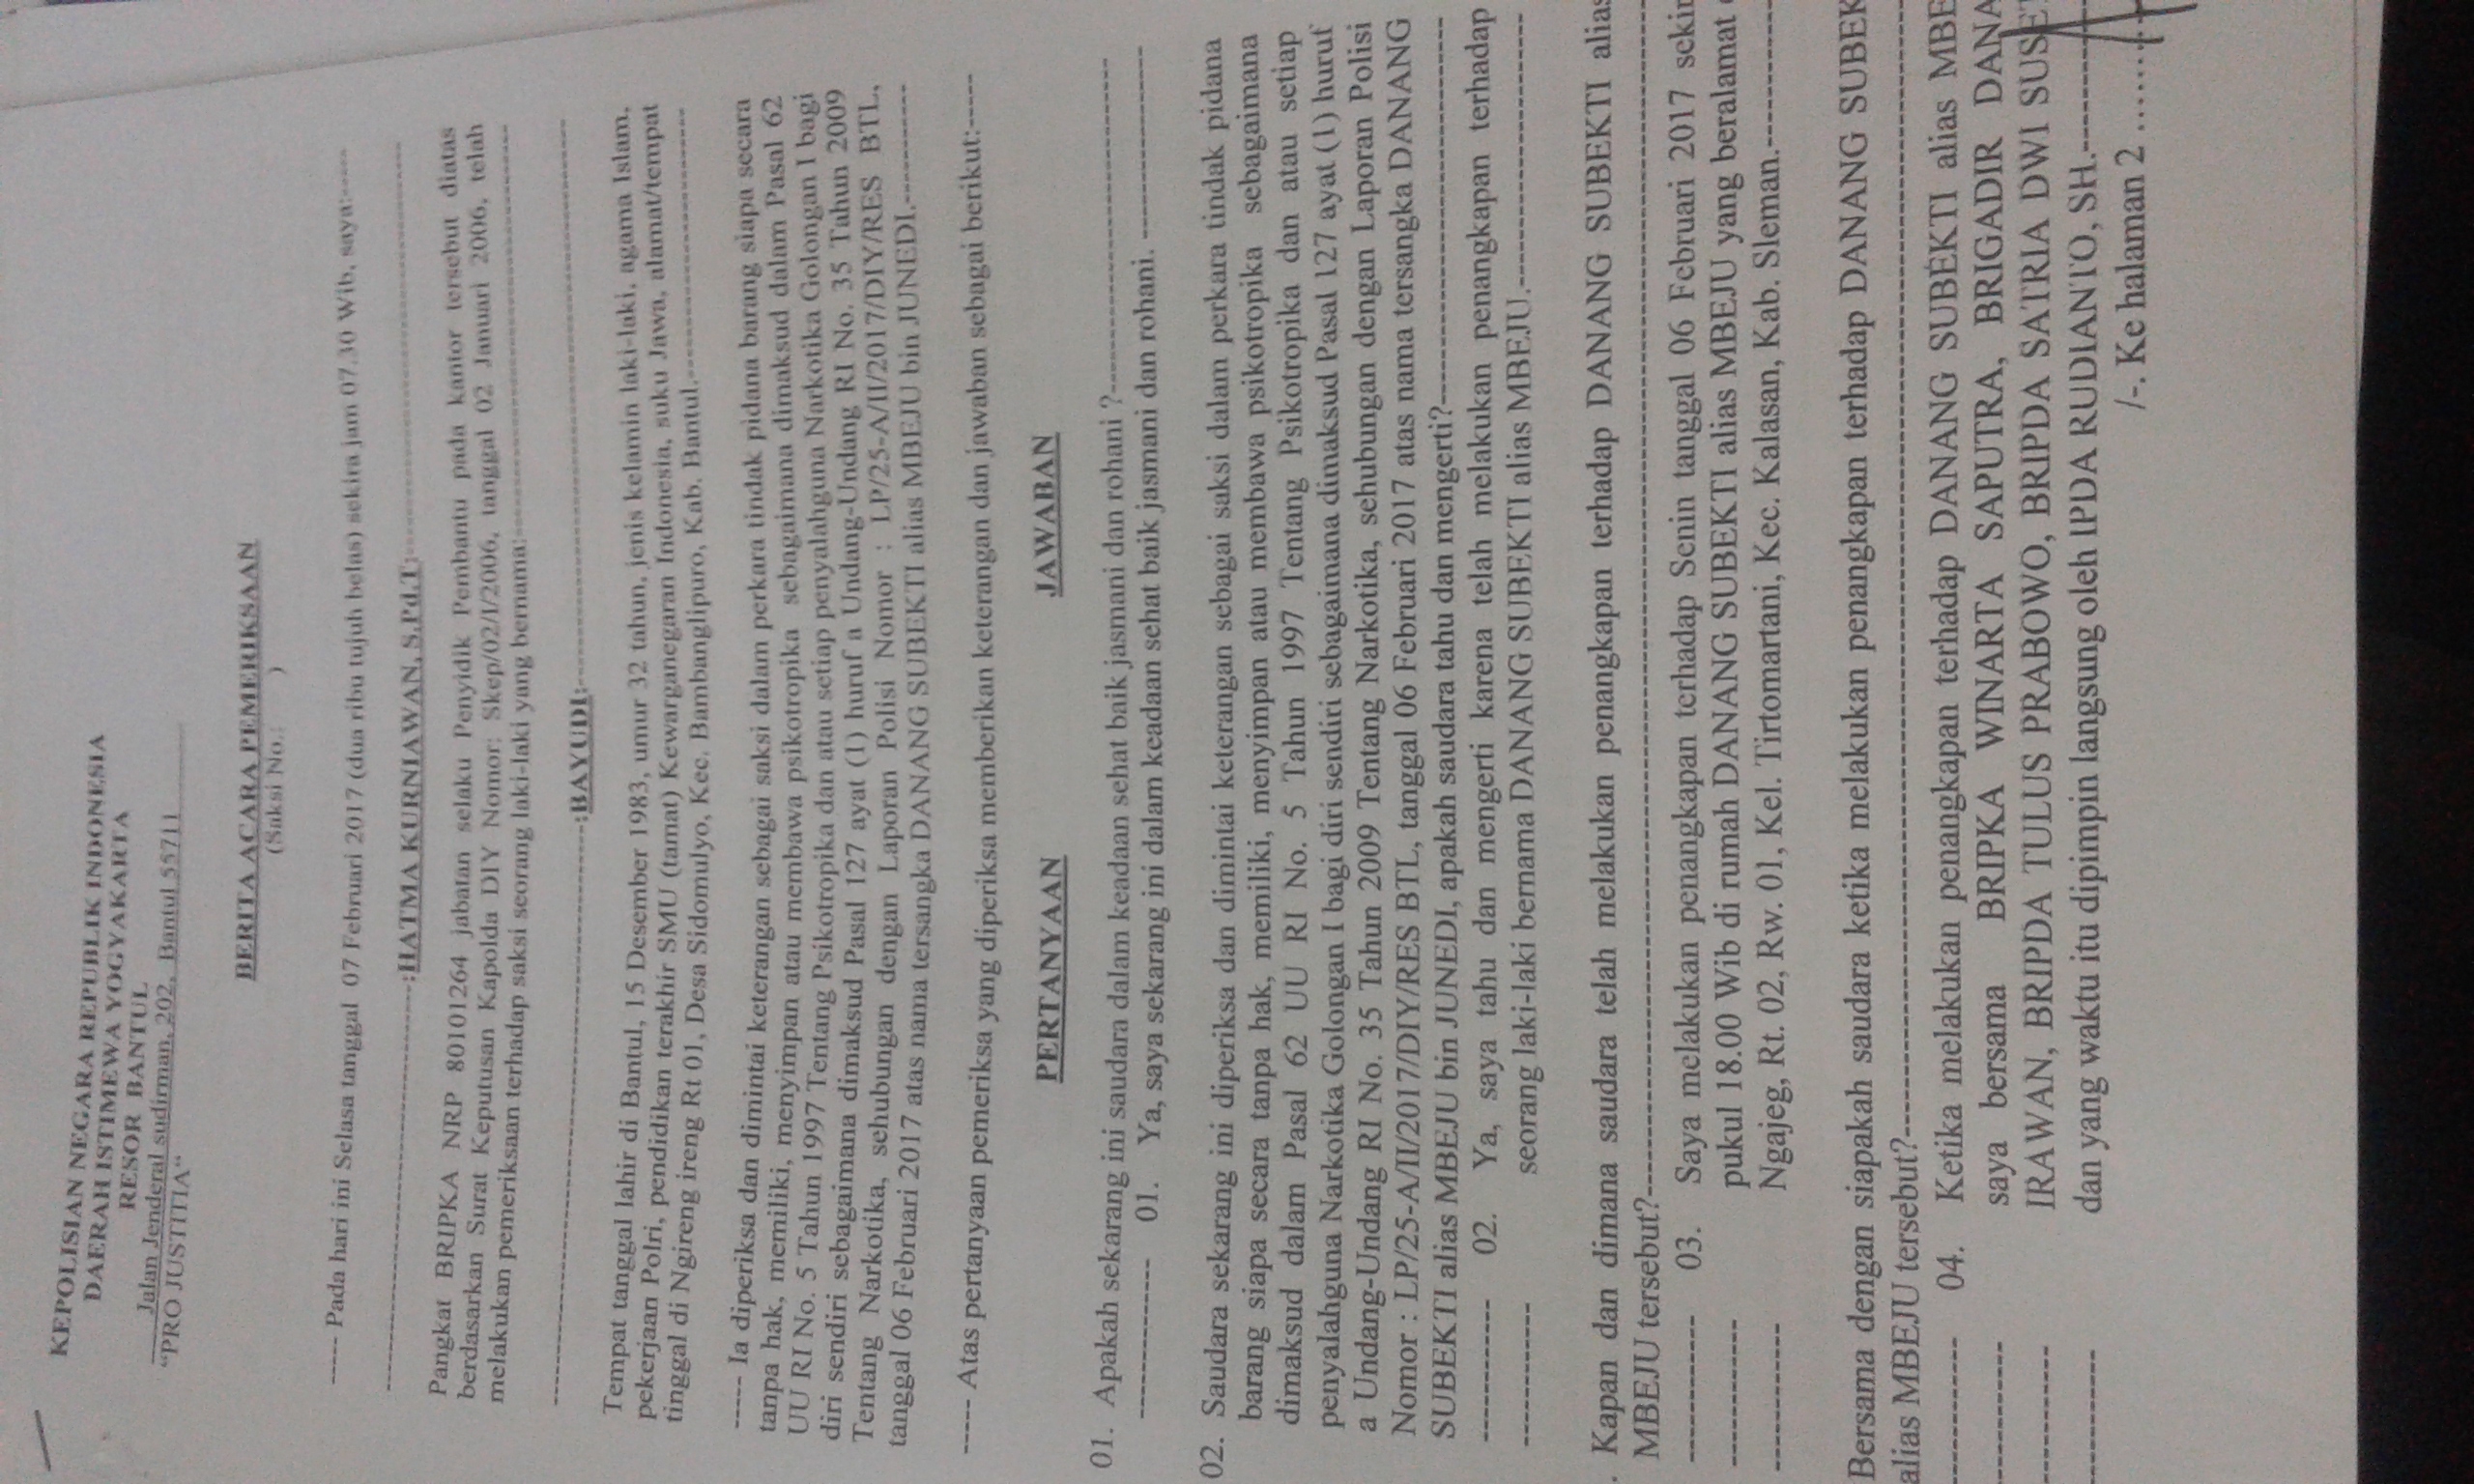 KEPOLISIAN NEGARA REPUBLIK INDONESIA
DAERAH ISTIMEWA YOGYAKARTA
RESOR BANTUL
Jalan Jenderal sudirman, 202, Bantul 55711
“PRO JUSTITIA“
BERITA ACARA PEMERIKSAAN
(Saksi No.: )
----- Pada hari ini Selasa tanggal 07 Februari 2017 (dua ribu tujuh belas) sekira jam 07.30 Wib, saya:-----
:HATMA KURNIAWAN, S.Pd.T:
Pangkat BRIPKA NRP 80101264 jabatan selaku Penyidik Pembantu pada kantor tersebut diatas
berdasarkan Surat Keputusan Kapolda DIY Nomor: Skep/02/I/2006, tanggal 02 Januari 2006, telah
melakukan pemeriksaan terhadap saksi seorang laki-laki yang bernama:
:BAYUDI:
Tempat tanggal lahir di Bantul, 15 Desember 1983, umur 32 tahun, jenis kelamin laki-laki, agama Islam,
pekerjaan Polri, pendidikan terakhir SMU (tamat) Kewarganegaran Indonesia, suku Jawa, alamat/tempat
tinggal di Ngireng ireng Rt 01, Desa Sidomulyo, Kec. Bambanglipuro, Kab. Bantul.
----- Ia diperiksa dan dimintai keterangan sebagai saksi dalam perkara tindak pidana barang siapa secara
tanpa hak, memiliki, menyimpan atau membawa psikotropika sebagaimana dimaksud dalam Pasal 62
UU RI No. 5 Tahun 1997 Tentang Psikotropika dan atau setiap penyalahguna Narkotika Golongan I bagi
diri sendiri sebagaimana dimaksud Pasal 127 ayat (1) huruf a Undang-Undang RI No. 35 Tahun 2009
Tentang Narkotika, sehubungan dengan Laporan Polisi Nomor : LP/25-A/II/2017/DIY/RES BTL,
tanggal 06 Februari 2017 atas nama tersangka DANANG SUBEKTI alias MBEJU bin JUNEDI.-----------
----- Atas pertanyaan pemeriksa yang diperiksa memberikan keterangan dan jawaban sebagai berikut:-----
PERTANYAAN JAWABAN
01. Apakah sekarang ini saudara dalam keadaan sehat baik jasmani dan rohani ?-----------------------------
-------------- 01. Ya, saya sekarang ini dalam keadaan sehat baik jasmani dan rohani. -----------------
02. Saudara sekarang ini diperiksa dan dimintai keterangan sebagai saksi dalam perkara tindak pidana
barang siapa secara tanpa hak, memiliki, menyimpan atau membawa psikotropika sebagaimana
dimaksud dalam Pasal 62 UU RI No. 5 Tahun 1997 Tentang Psikotropika dan atau setiap
penyalahguna Narkotika Golongan I bagi diri sendiri sebagaimana dimaksud Pasal 127 ayat (1) huruf
a Undang-Undang RI No. 35 Tahun 2009 Tentang Narkotika, sehubungan dengan Laporan Polisi
Nomor : LP/25-A/II/2017/DIY/RES BTL, tanggal 06 Februari 2017 atas nama tersangka DANANG
SUBEKTI alias MBEJU bin JUNEDI, apakah saudara tahu dan mengerti?---------------------------------
------------ 02. Ya, saya tahu dan mengerti karena telah melakukan penangkapan terhadap
------------ seorang laki-laki bernama DANANG SUBEKTI alias MBEJU.-----------------------
. Kapan dan dimana saudara telah melakukan penangkapan terhadap DANANG SUBEKTI alias
MBEJU tersebut?
------------ 03. Saya melakukan penangkapan terhadap Senin tanggal 06 Februari 2017 sekir
------------ pukul 18.00 Wib di rumah DANANG SUBEKTI alias MBEJU yang beralamat
------------ Ngajeg, Rt. 02, Rw. 01, Kel. Tirtomartani, Kec. Kalasan, Kab. Sleman.------------
Bersama dengan siapakah saudara ketika melakukan penangkapan terhadap DANANG SUBEK
alias MBEJU tersebut?
------------ 04. Ketika melakukan penangkapan terhadap DANANG SUBEKTI alias MBE
------------ saya bersama BRIPKA WINARTA SAPUTRA, BRIGADIR DANA
------------ IRAWAN, BRIPDA TULUS PRABOWO, BRIPDA SATRIA DWI SUSET
------------ dan yang waktu itu dipimpin langsung oleh IPDA RUDIANTO, SH.------------
/-. Ke halaman 2 ..........